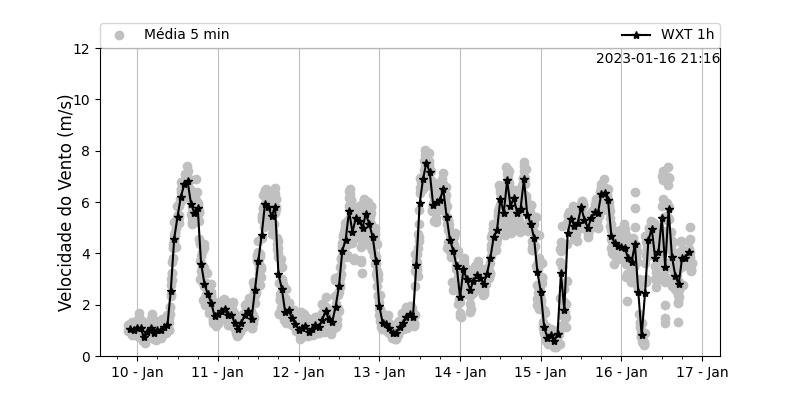 Média 5 min
WXT 1h
2023-01-16 21:16
Velocidade do Vento (m/s)
12
10
8
6
4
2
0
10 - Jan
11 - Jan
12 - Jan
13 - Jan
14 - Jan
15 - Jan
16 - Jan
17 - Jan